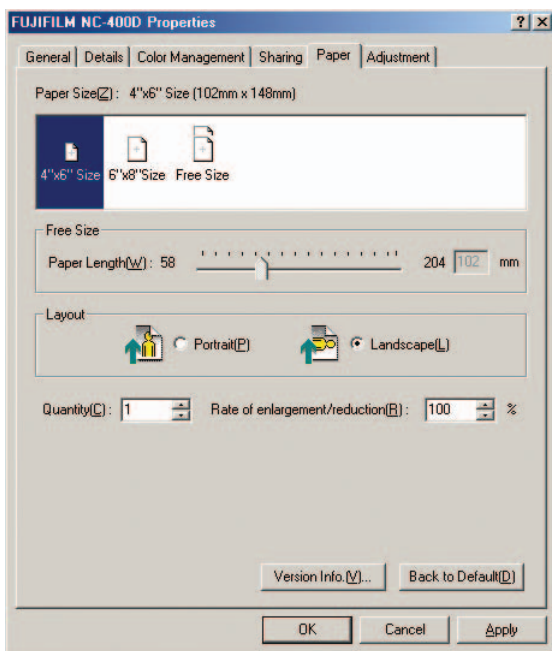 FUJIFILM NC-400D Properties
General Details Color Management Sharing Paper Adjustment
Paper Size(Z) : 4"x6" Size (102mm x 148mm)
4"x6" Size 6"x8"Size Free Size
Free Size
Paper Length(W) : 58 204 102 mm
Layout
Portrait(P) Landscape(L)
Quantity(C) : 1 Rate of enlargement/reduction(R) : 100 %
Version Info.(V)... Back to Default(D)
OK Cancel Apply